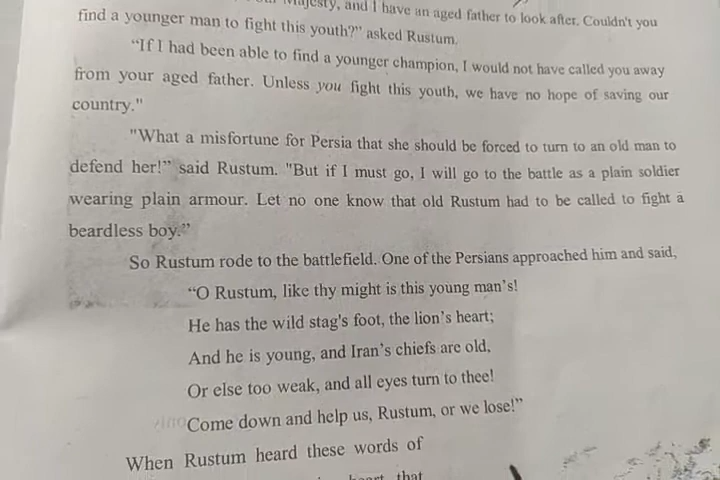 Majesty, and I have an aged father to look after. Couldn't you
find a younger man to fight this youth?” asked Rustum.
“If I had been able to find a younger champion, I would not have called you away
from your aged father. Unless you fight this youth, we have no hope of saving our
country."
"What a misfortune for Persia that she should be forced to turn to an old man to
defend her!” said Rustum. "But if I must go, I will go to the battle as a plain soldier
wearing plain armour. Let no one know that old Rustum had to be called to fight a
beardless boy.”
So Rustum rode to the battlefield. One of the Persians approached him and said,
“O Rustum, like thy might is this young man’s!
He has the wild stag's foot, the lion’s heart;
And he is young, and Iran’s chiefs are old,
Or else too weak, and all eyes turn to thee!
Come down and help us, Rustum, or we lose!”
When Rustum heard these words of
heart that